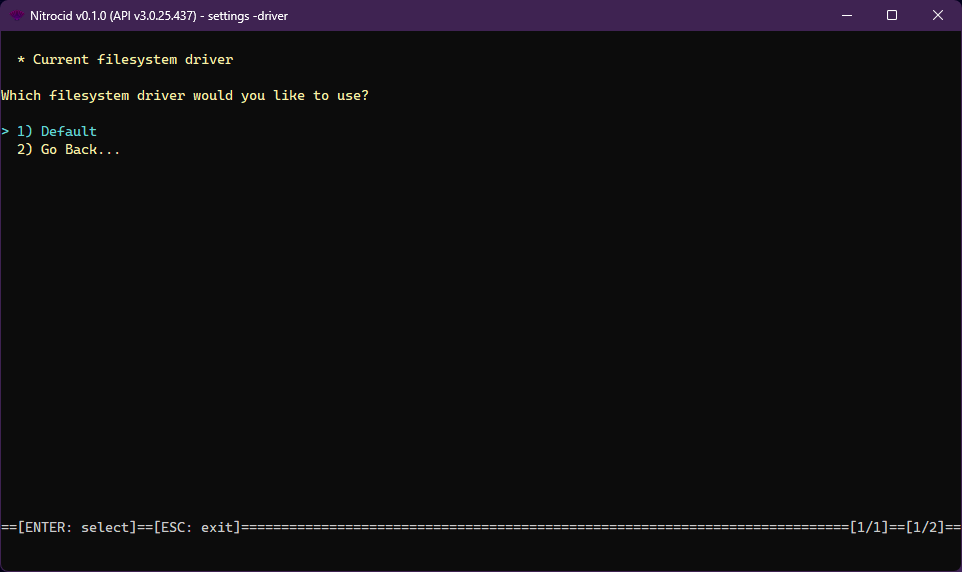 Nitrocid v0.1.0 (API v3.0.25.437) - settings -driver
* Current filesystem driver
Which filesystem driver would you like to use?
> 1) Default
2) Go Back...
==[ENTER: select]==[ESC: exit]============================================================================[1/1]==[1/2]==